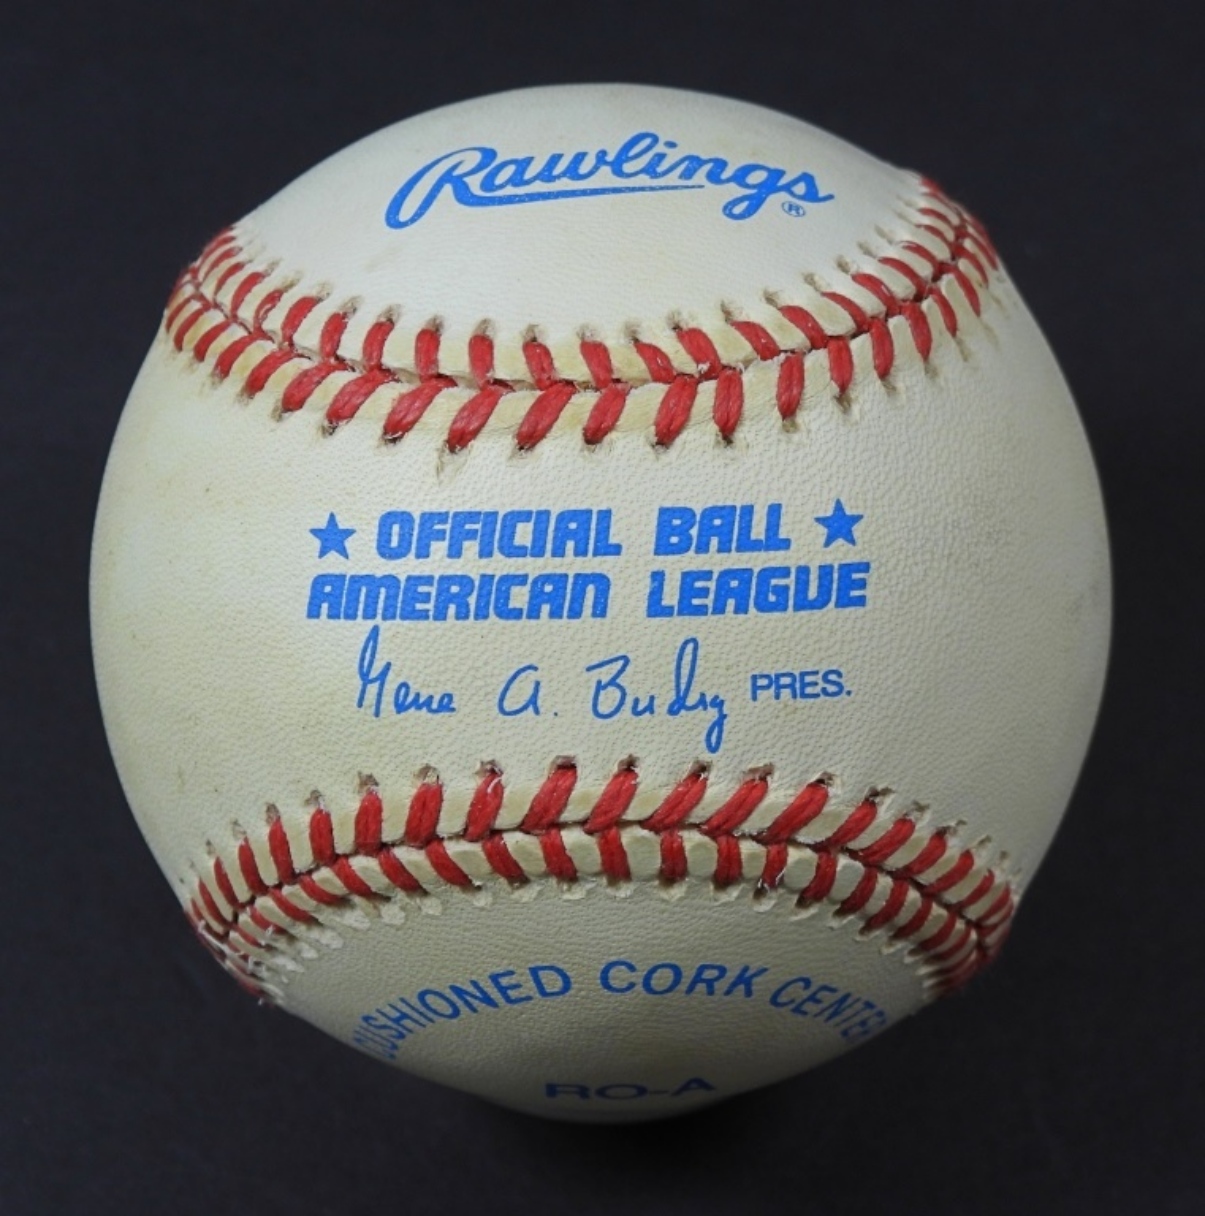 Rawlings®
★ OFFICIAL BALL ★
AMERICAN LEAGUE
Gene A. Budig PRES.
CUSHIONED CORK CENTER
RO-A